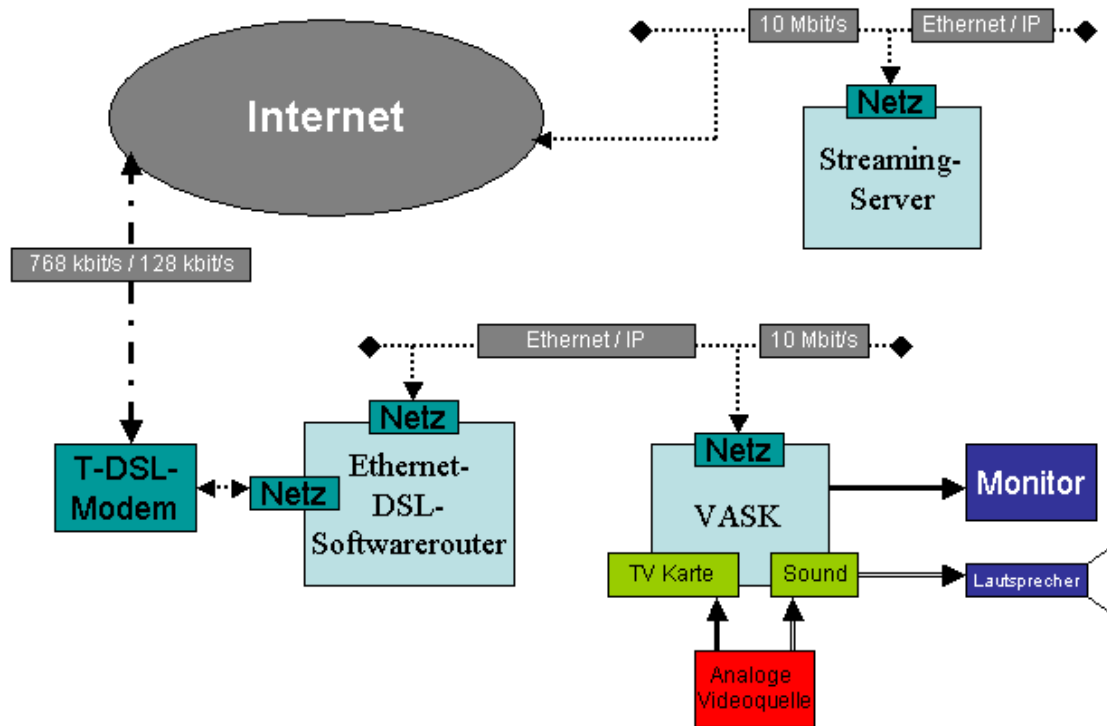 10 Mbit/s
Ethernet / IP
Internet
Netz
Streaming-
Server
768 kbit/s / 128 kbit/s
Ethernet / IP
10 Mbit/s
Netz
Netz
T-DSL-
Modem
Netz
Ethernet-
DSL-
Softwarerouter
VASK
Monitor
TV Karte
Sound
Lautsprecher
Analoge
Videoquelle